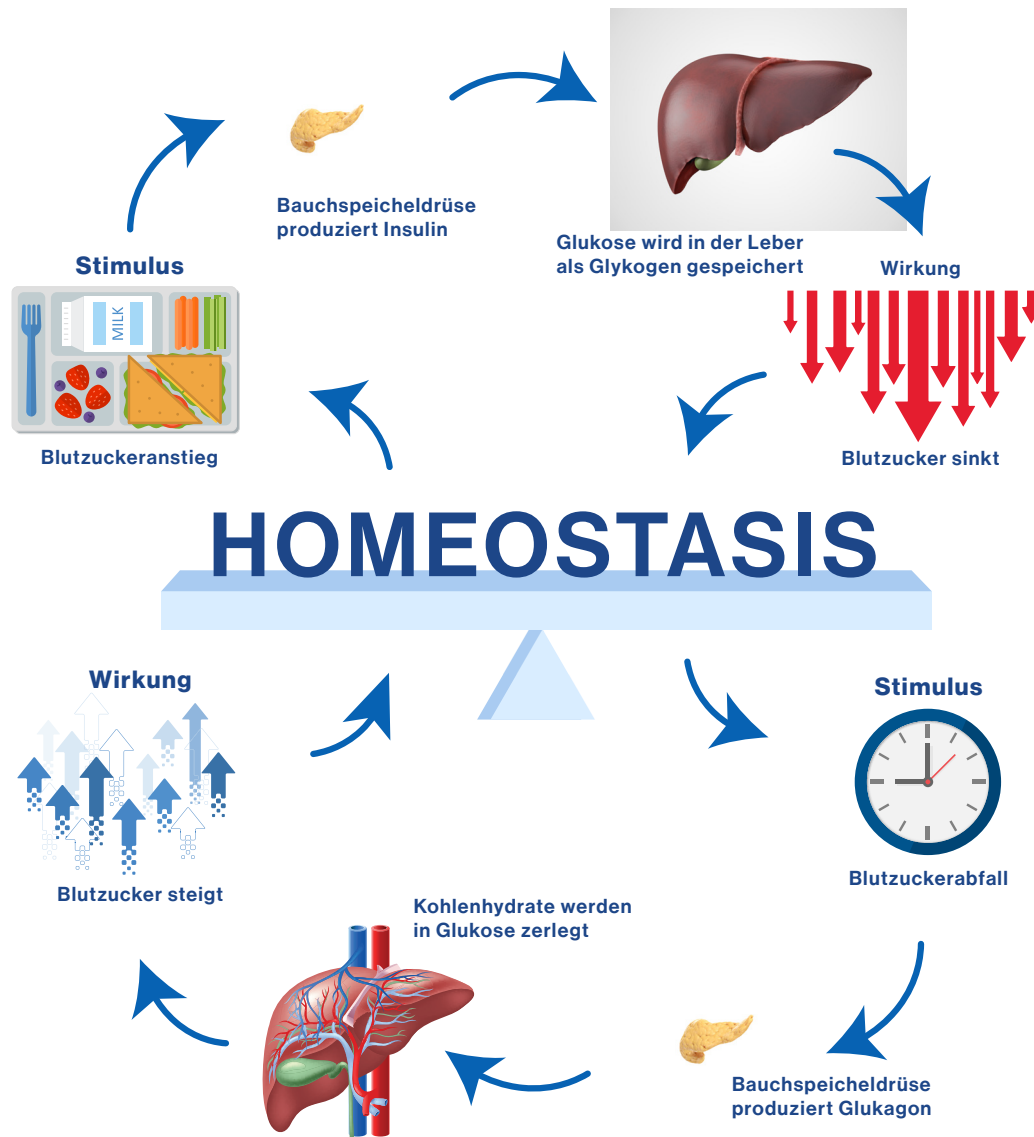 Bauchspeicheldrüse
produziert Insulin
Glukose wird in der Leber
als Glykogen gespeichert
Stimulus
MILK
Blutzuckeranstieg
Wirkung
Blutzucker sinkt
HOMEOSTASIS
Wirkung
Blutzucker steigt
Stimulus
Blutzuckerabfall
Kohlenhydrate werden
in Glukose zerlegt
Bauchspeicheldrüse
produziert Glukagon